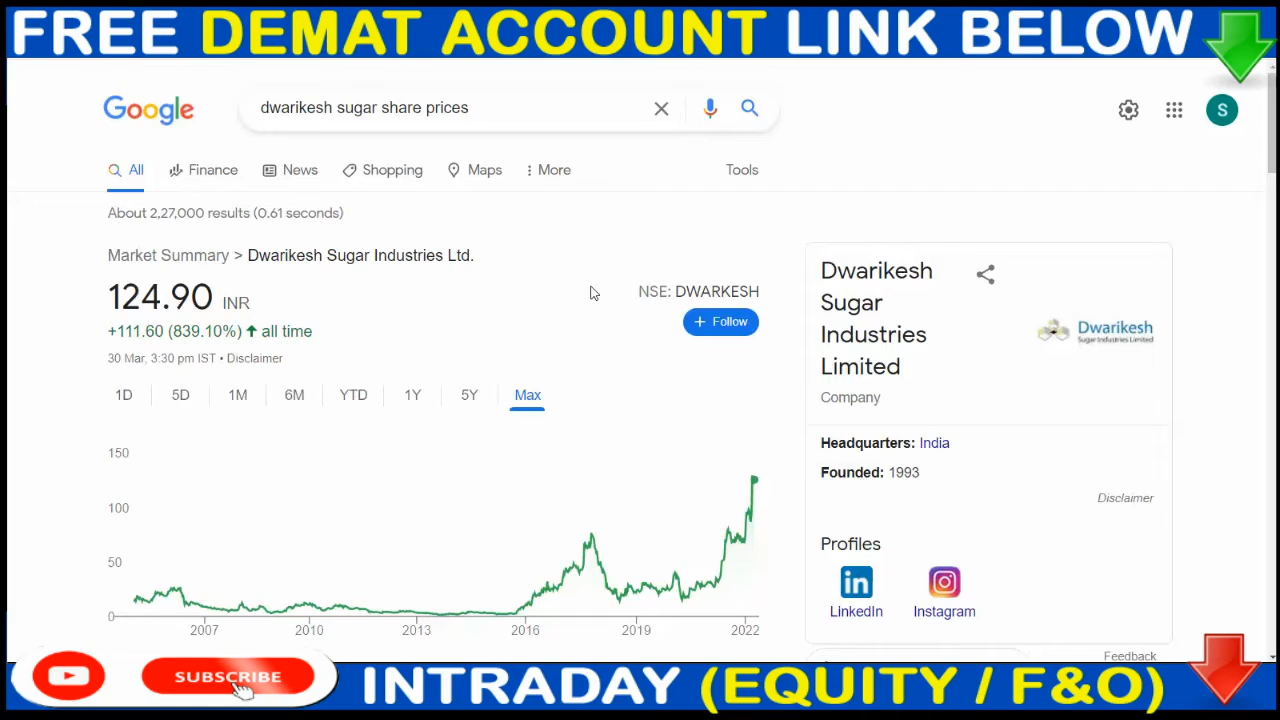 FREE DEMAT ACCOUNT LINK BELOW
Google
dwarikesh sugar share prices
S
All Finance News Shopping Maps More Tools
About 2,27,000 results (0.61 seconds)
Market Summary > Dwarikesh Sugar Industries Ltd.
124.90 INR
NSE: DWARKESH
+111.60 (839.10%) all time
+ Follow
30 Mar, 3:30 pm IST • Disclaimer
1D 5D 1M 6M YTD 1Y 5Y Max
150
100
50
0
2007 2010 2013 2016 2019 2022
Dwarikesh
Sugar
Industries
Limited
Dwarikesh
Sugar Industries Limited
Company
Headquarters: India
Founded: 1993
Disclaimer
Profiles
in
LinkedIn Instagram
Feedback
SUBSCRIBE
INTRADAY (EQUITY / F&O)